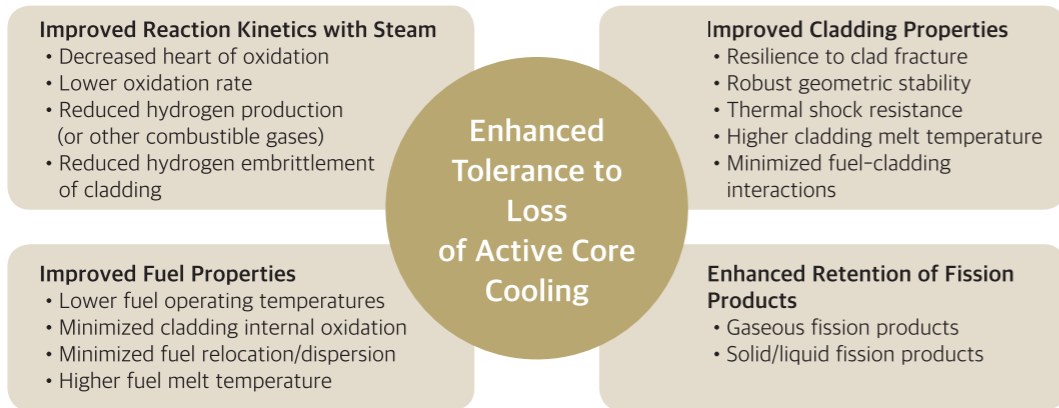 Improved Reaction Kinetics with Steam
• Decreased heart of oxidation
• Lower oxidation rate
• Reduced hydrogen production
(or other combustible gases)
• Reduced hydrogen embrittlement
of cladding
Improved Cladding Properties
• Resilience to clad fracture
• Robust geometric stability
• Thermal shock resistance
• Higher cladding melt temperature
• Minimized fuel-cladding
interactions
Enhanced
Tolerance to
Loss
of Active Core
Cooling
Improved Fuel Properties
• Lower fuel operating temperatures
• Minimized cladding internal oxidation
• Minimized fuel relocation/dispersion
• Higher fuel melt temperature
Enhanced Retention of Fission
Products
• Gaseous fission products
• Solid/liquid fission products